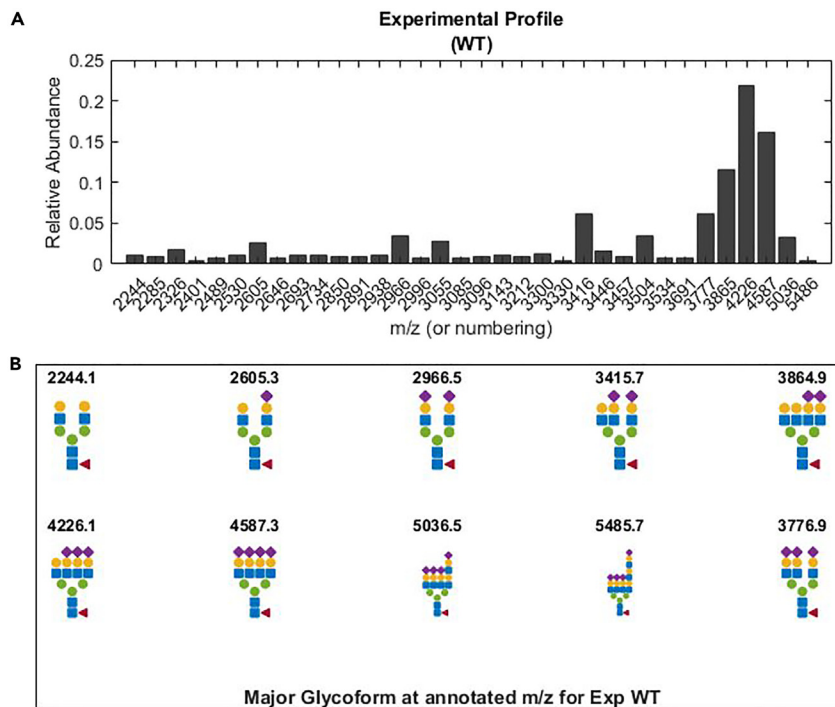 A
Experimental Profile
(WT)
Relative Abundance
0.25
0.2
0.15
0.1
0.05
0
2244 2285 2326 2401 2489 2530 2605 2646 2693 2734 2850 2891 2938 2966 2996 3055 3085 3096 3143 3212 3300 3330 3416 3446 3457 3504 3534 3691 3777 3865 4226 4587 5036 5486
m/z (or numbering)
B
2244.1 2605.3 2966.5 3415.7 3864.9
4226.1 4587.3 5036.5 5485.7 3776.9
Major Glycoform at annotated m/z for Exp WT